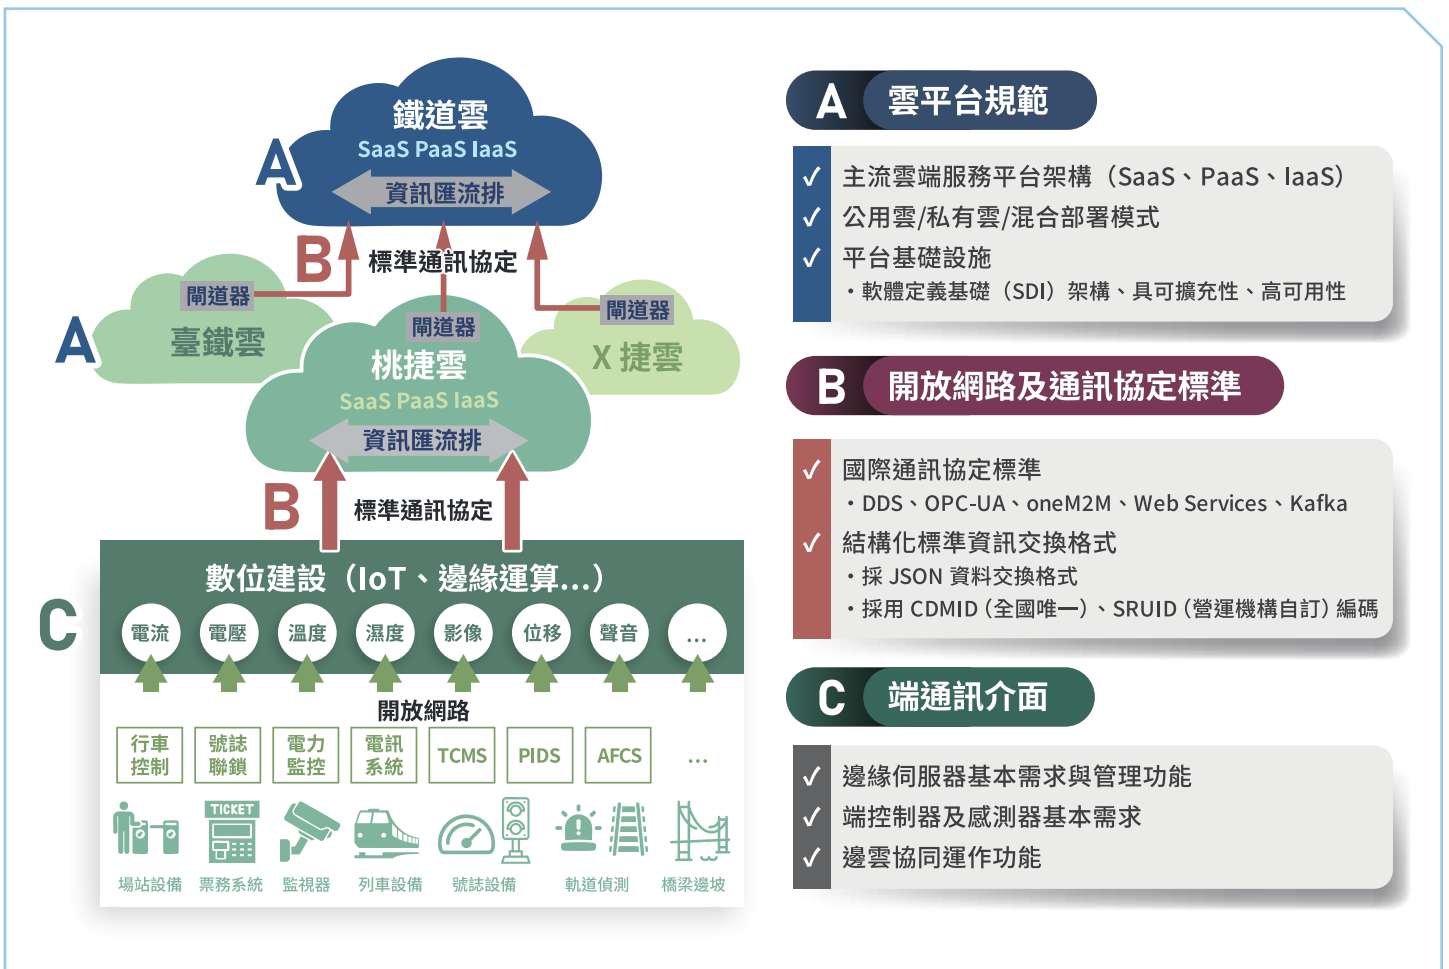 鐵道雲
SaaS PaaS IaaS
A
資訊匯流排
B
標準通訊協定
閘道器
臺鐵雲
A
閘道器
桃捷雲
SaaS PaaS IaaS
資訊匯流排
閘道器
X 捷雲
B
標準通訊協定
數位建設（IoT、邊緣運算...）
C
電流
電壓
溫度
濕度
影像
位移
聲音
...
開放網路
行車
控制
號誌
聯鎖
電力
監控
電訊
系統
TCMS
PIDS
AFCS
...
TICKET
場站設備
票務系統
監視器
列車設備
號誌設備
軌道偵測
橋梁邊坡
A 雲平台規範
✓ 主流雲端服務平台架構（SaaS、PaaS、IaaS）
✓ 公用雲/私有雲/混合部署模式
✓ 平台基礎設施
・軟體定義基礎（SDI）架構、具可擴充性、高可用性
B 開放網路及通訊協定標準
✓ 國際通訊協定標準
・DDS、OPC-UA、oneM2M、Web Services、Kafka
✓ 結構化標準資訊交換格式
・採 JSON 資料交換格式
・採用 CDMID（全國唯一）、SRUID（營運機構自訂）編碼
C 端通訊介面
✓ 邊緣伺服器基本需求與管理功能
✓ 端控制器及感測器基本需求
✓ 邊雲協同運作功能